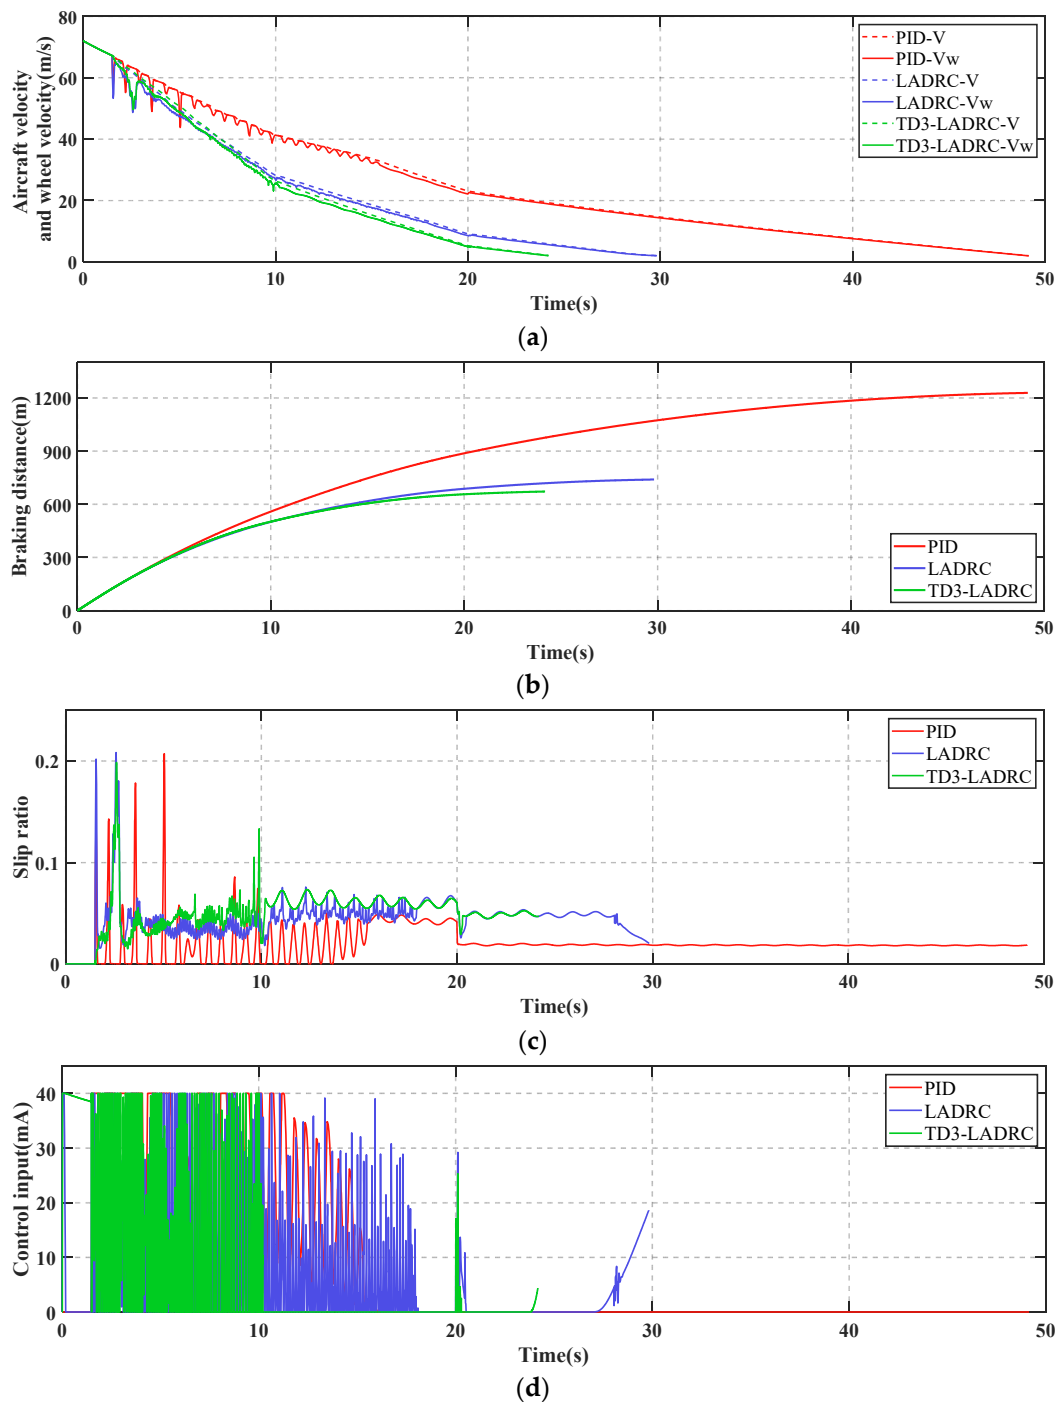 80
60
40
20
0
Aircraft velocity
and wheel velocity(m/s)
PID-V
PID-Vw
LADRC-V
LADRC-Vw
TD3-LADRC-V
TD3-LADRC-Vw
0 10 20 30 40 50
Time(s)
(a)
1200
900
600
300
0
Braking distance(m)
PID
LADRC
TD3-LADRC
0 10 20 30 40 50
Time(s)
(b)
0.2
0.1
0
Slip ratio
PID
LADRC
TD3-LADRC
0 10 20 30 40 50
Time(s)
(c)
40
30
20
10
0
Control input(mA)
PID
LADRC
TD3-LADRC
0 10 20 30 40 50
Time(s)
(d)